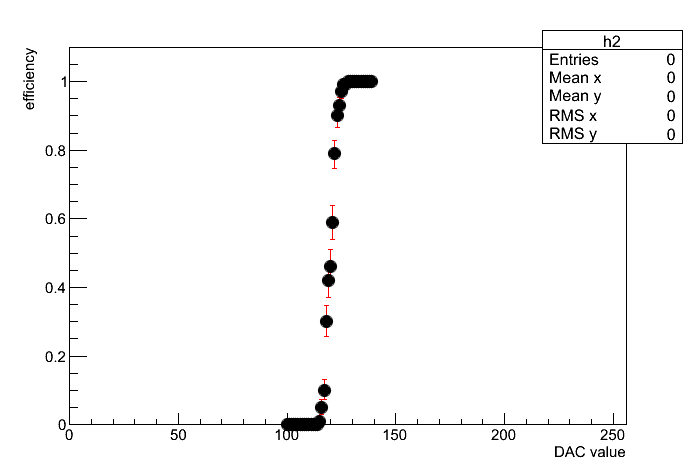 h2
Entries 0
Mean x 0
Mean y 0
RMS x 0
RMS y 0
efficiency
1
0.8
0.6
0.4
0.2
0
0 50 100 150 200 250
DAC value